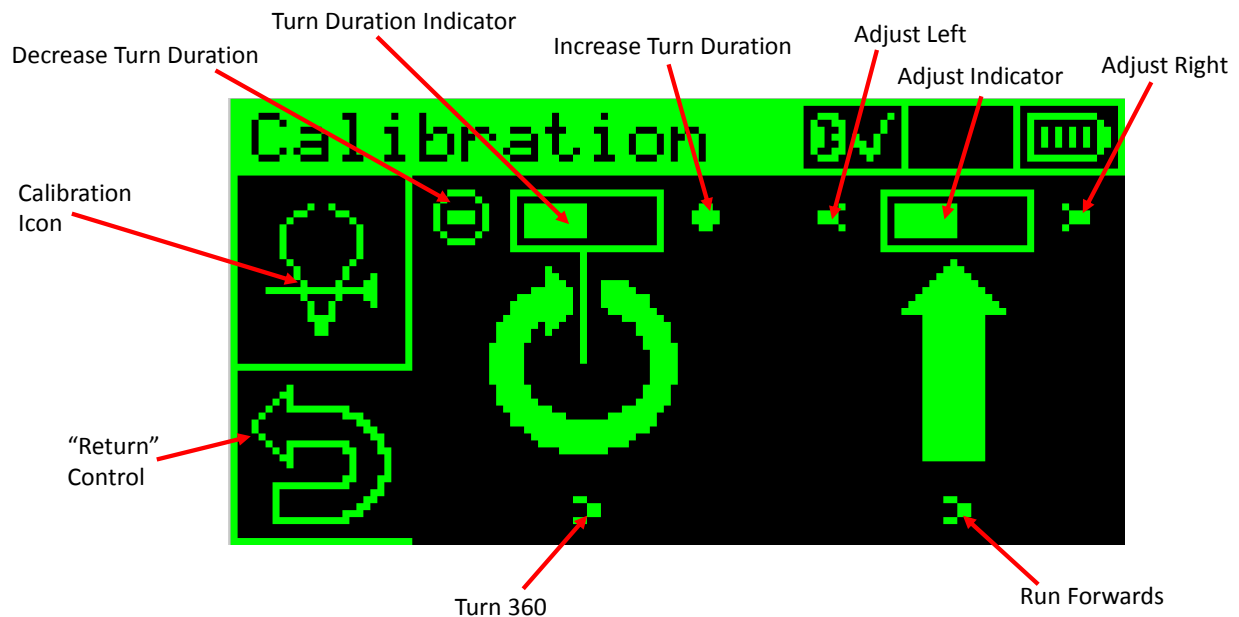 Turn Duration Indicator
Decrease Turn Duration
Increase Turn Duration
Adjust Left
Adjust Indicator
Adjust Right
Calibration
Calibration
Icon
“Return”
Control
Turn 360
Run Forwards